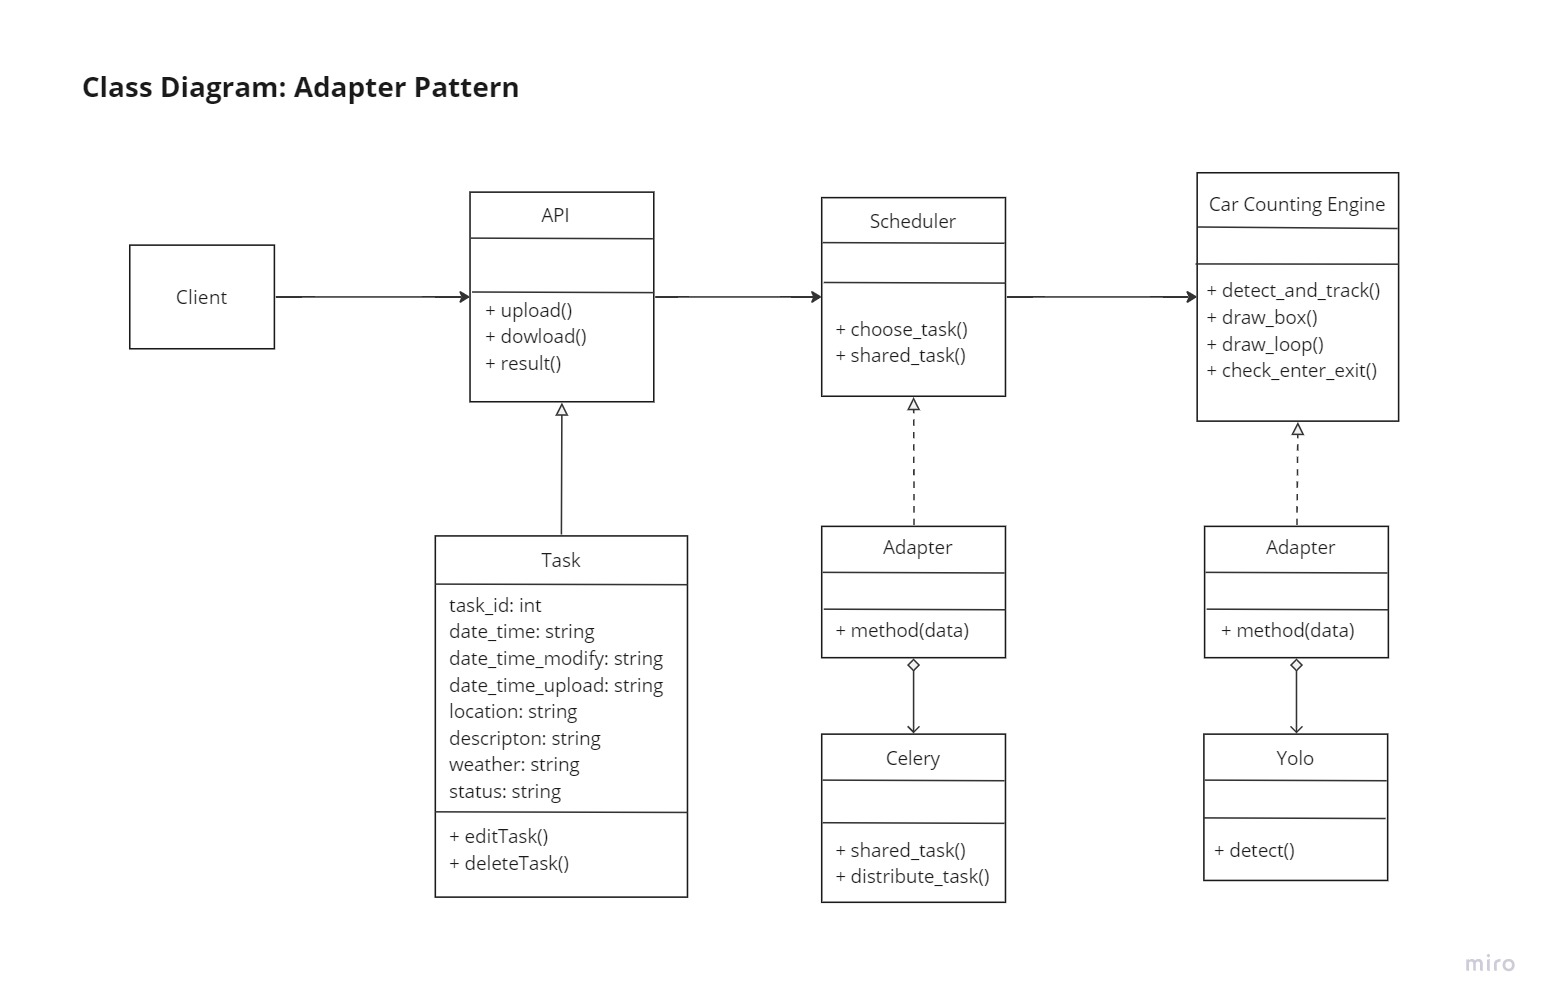 Class Diagram: Adapter Pattern
Client
API
+ upload()
+ dowload()
+ result()
Scheduler
+ choose_task()
+ shared_task()
Car Counting Engine
+ detect_and_track()
+ draw_box()
+ draw_loop()
+ check_enter_exit()
Task
task_id: int
date_time: string
date_time_modify: string
date_time_upload: string
location: string
descripton: string
weather: string
status: string
+ editTask()
+ deleteTask()
Adapter
+ method(data)
Celery
+ shared_task()
+ distribute_task()
Adapter
+ method(data)
Yolo
+ detect()
miro